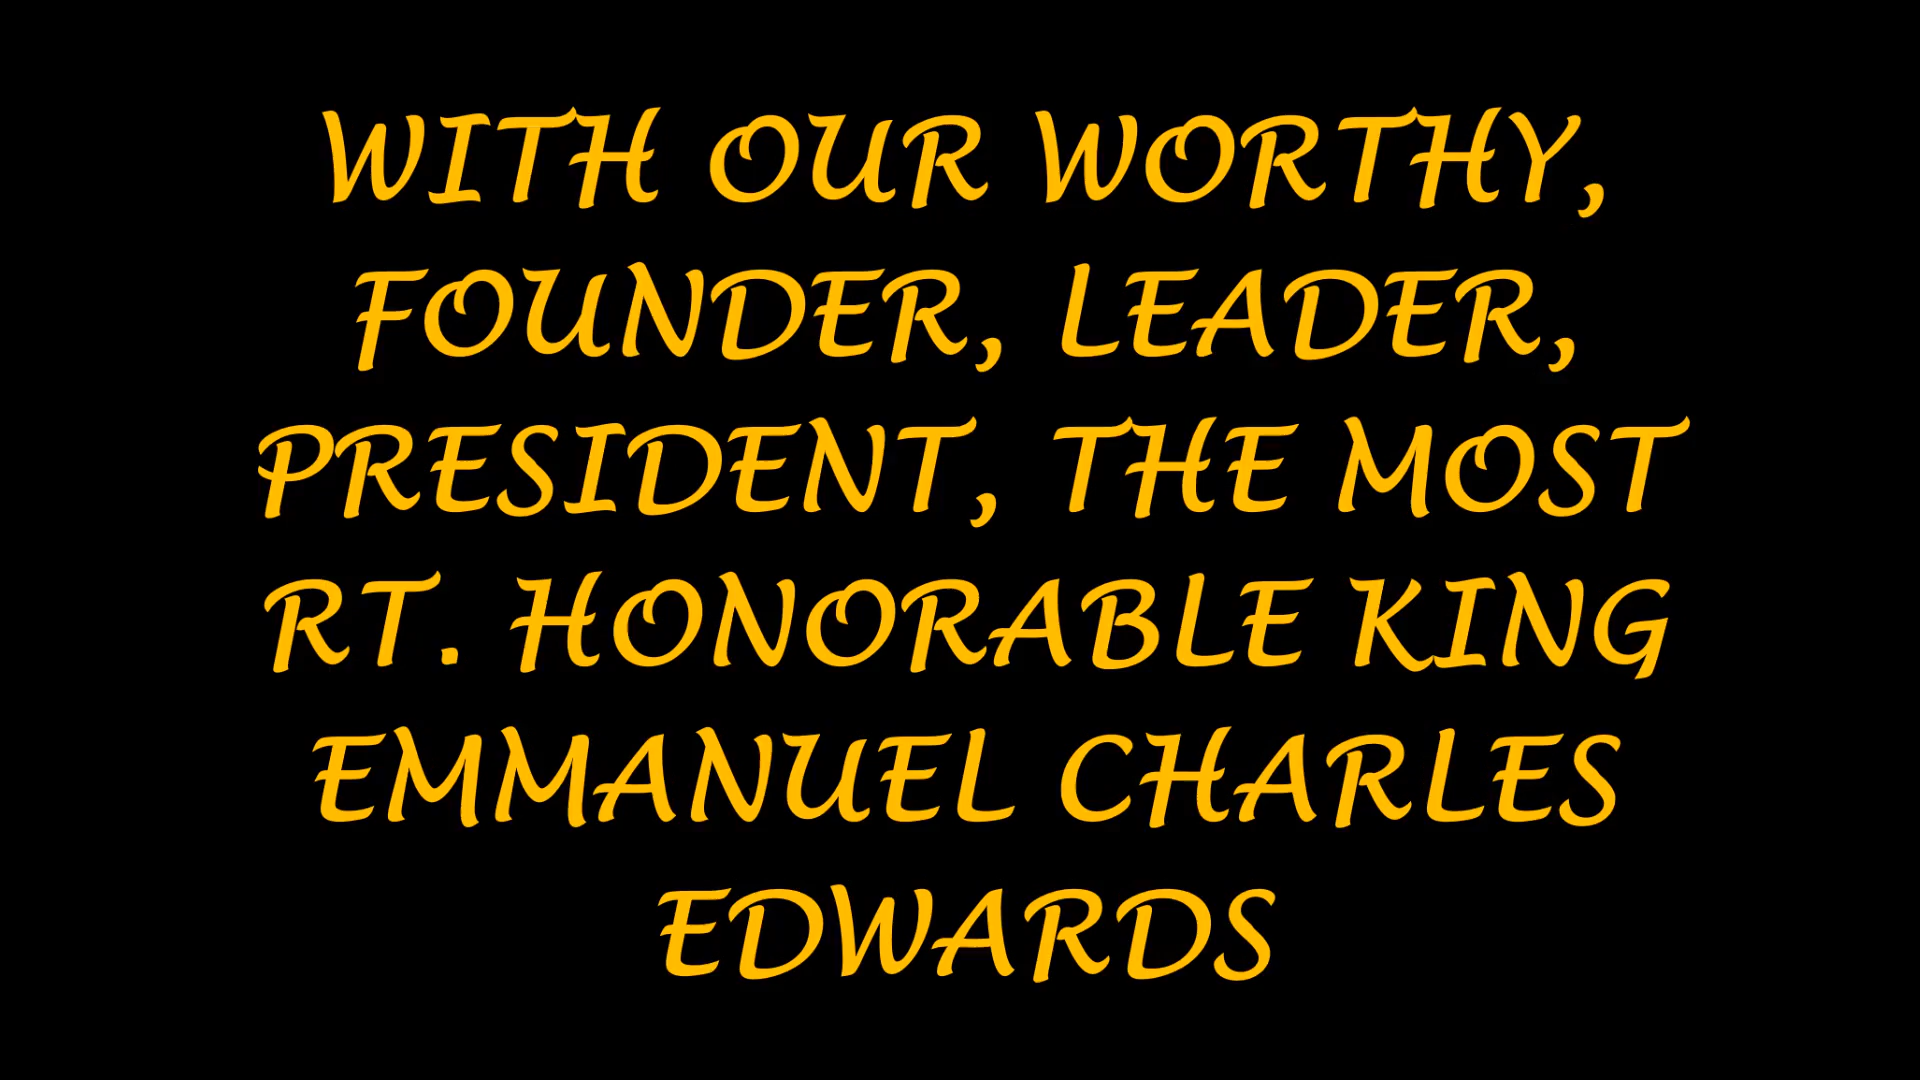 WITH OUR WORTHY,
FOUNDER, LEADER,
PRESIDENT, THE MOST
RT. HONORABLE KING
EMMANUEL CHARLES
EDWARDS